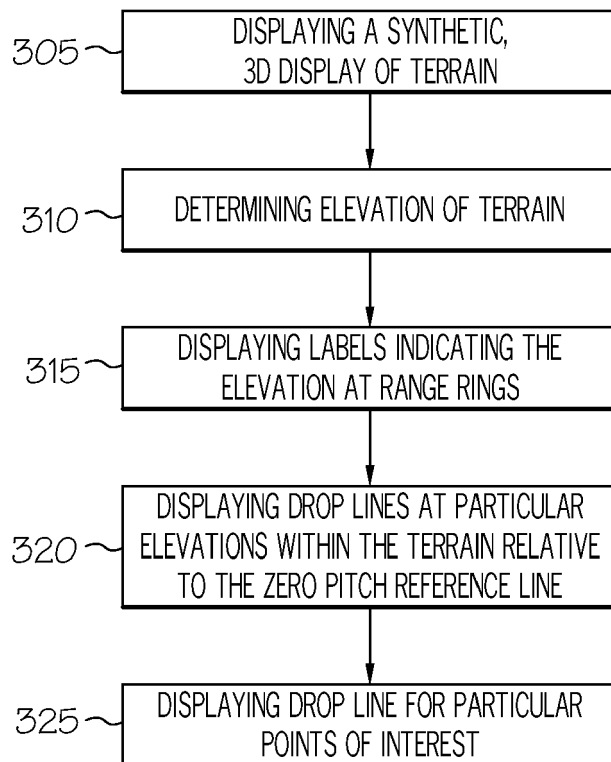 305
DISPLAYING A SYNTHETIC,
3D DISPLAY OF TERRAIN
310
DETERMINING ELEVATION OF TERRAIN
315
DISPLAYING LABELS INDICATING THE
ELEVATION AT RANGE RINGS
320
DISPLAYING DROP LINES AT PARTICULAR
ELEVATIONS WITHIN THE TERRAIN RELATIVE
TO THE ZERO PITCH REFERENCE LINE
325
DISPLAYING DROP LINE FOR PARTICULAR
POINTS OF INTEREST